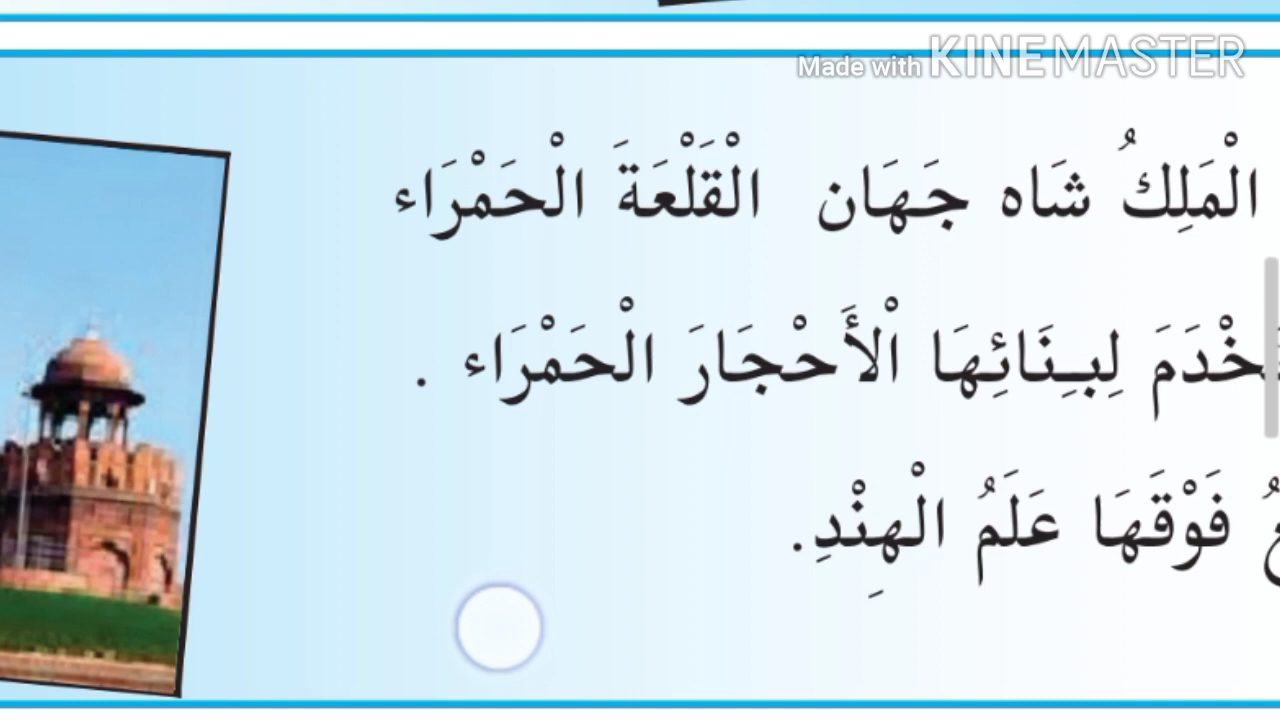 Made with KINEMASTER
الْمَلِكُ شَاه جَهَان الْقَلْعَةَ الْحَمْرَاء
لِبِنَائِهَا الْأَحْجَارَ الْحَمْرَاء .
فَوْقَهَا عَلَمُ الْهِنْدِ.